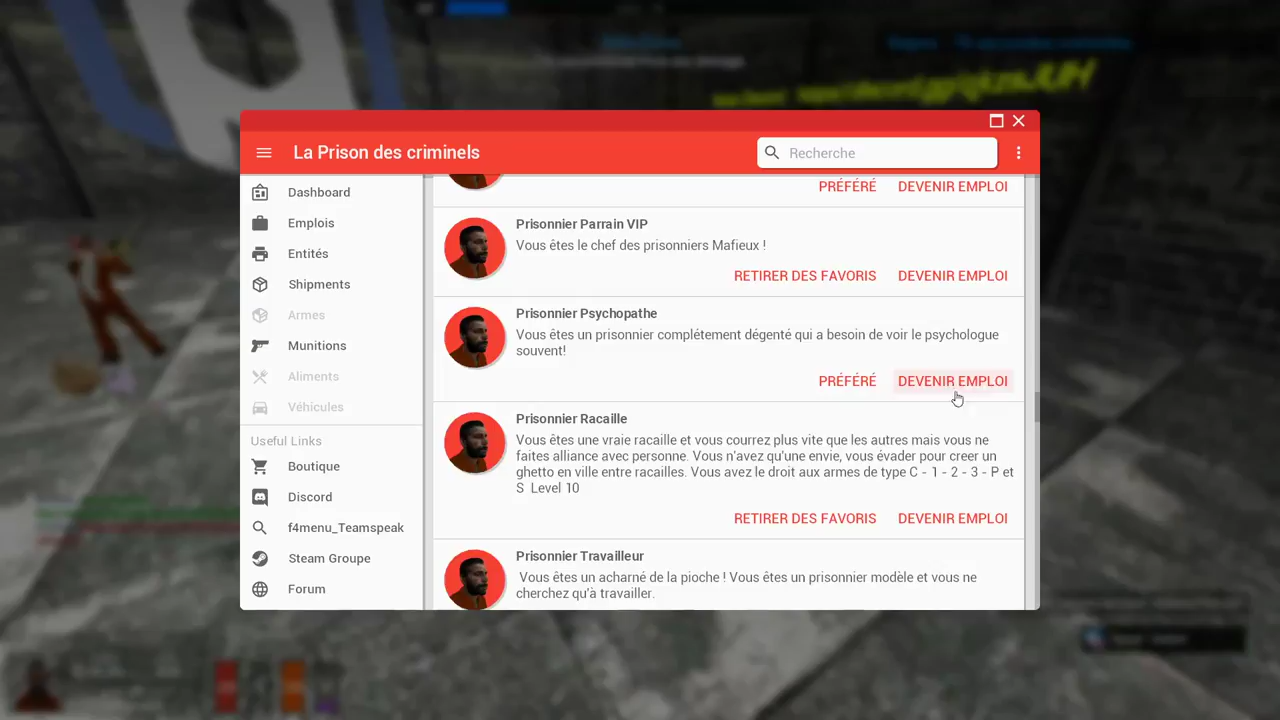 La Prison des criminels
Recherche
Dashboard
Emplois
Entités
Shipments
Armes
Munitions
Aliments
Véhicules
Useful Links
Boutique
Discord
f4menu_Teamspeak
Steam Groupe
Forum
PRÉFÉRÉ DEVENIR EMPLOI
Prisonnier Parrain VIP
Vous êtes le chef des prisonniers Mafieux !
RETIRER DES FAVORIS DEVENIR EMPLOI
Prisonnier Psychopathe
Vous êtes un prisonnier complétement dégenté qui a besoin de voir le psychologue
souvent!
PRÉFÉRÉ DEVENIR EMPLOI
Prisonnier Racaille
Vous êtes une vraie racaille et vous courrez plus vite que les autres mais vous ne
faites alliance avec personne. Vous n'avez qu'une envie, vous évader pour creer un
ghetto en ville entre racailles. Vous avez le droit aux armes de type C - 1 - 2 - 3 - P et
S Level 10
RETIRER DES FAVORIS DEVENIR EMPLOI
Prisonnier Travailleur
Vous êtes un acharné de la pioche ! Vous êtes un prisonnier modèle et vous ne
cherchez qu'à travailler.